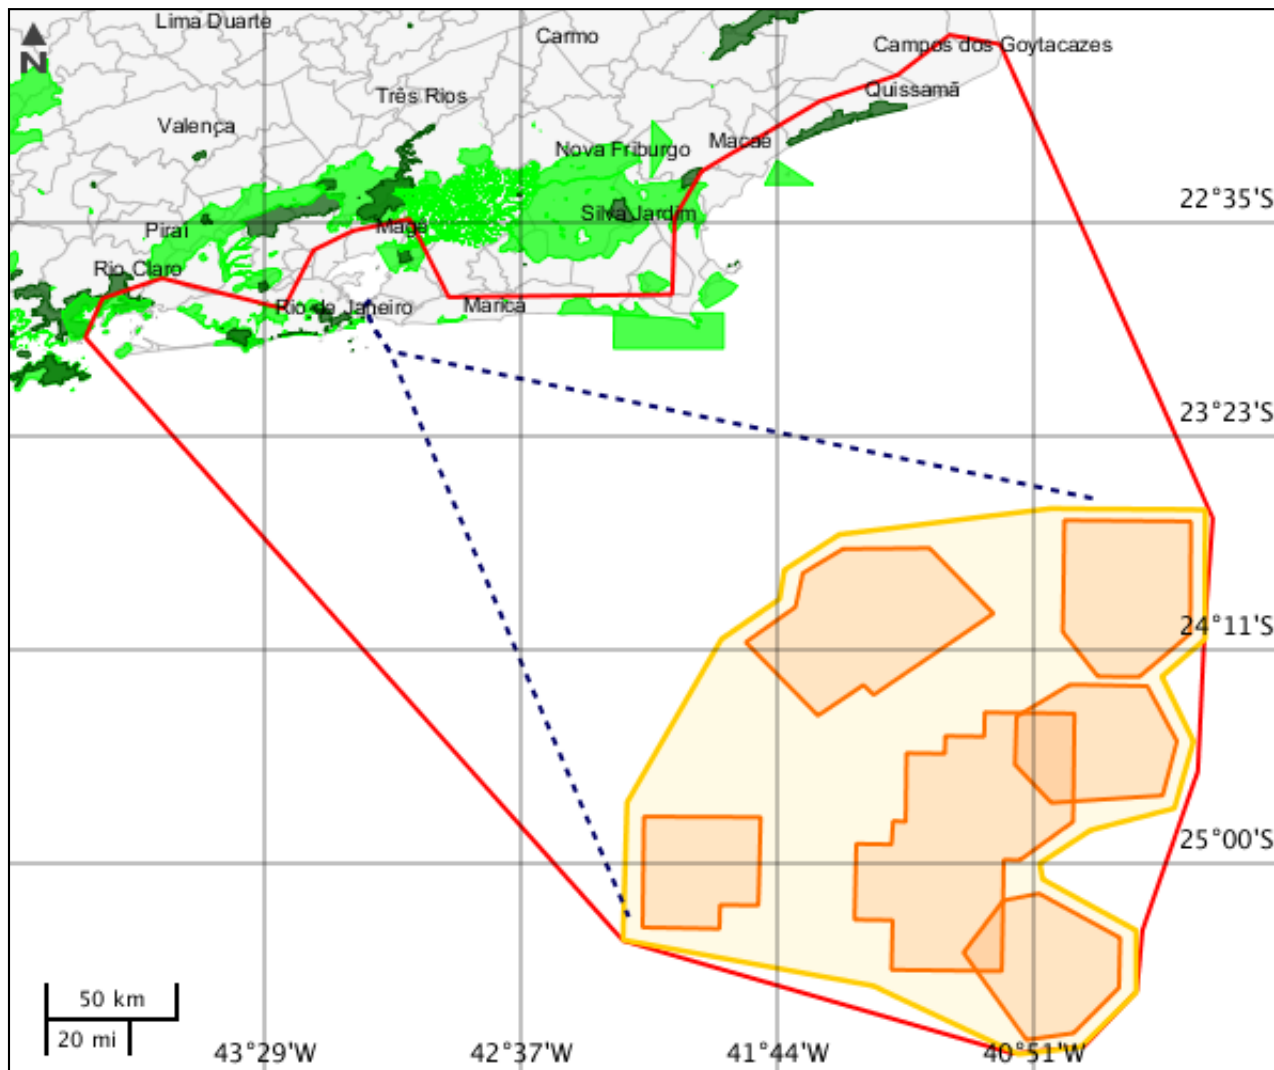 Lima Duarte
N
Carmo
Campos dos Goytacazes
Três Rios
Quissamã
Valença
Macaé
Nova Friburgo
22°35'S
Silva Jardim
Piraí
Magé
Rio Claro
Rio de Janeiro
Maricá
23°23'S
24°11'S
25°00'S
50 km
20 mi
43°29'W
42°37'W
41°44'W
40°51'W